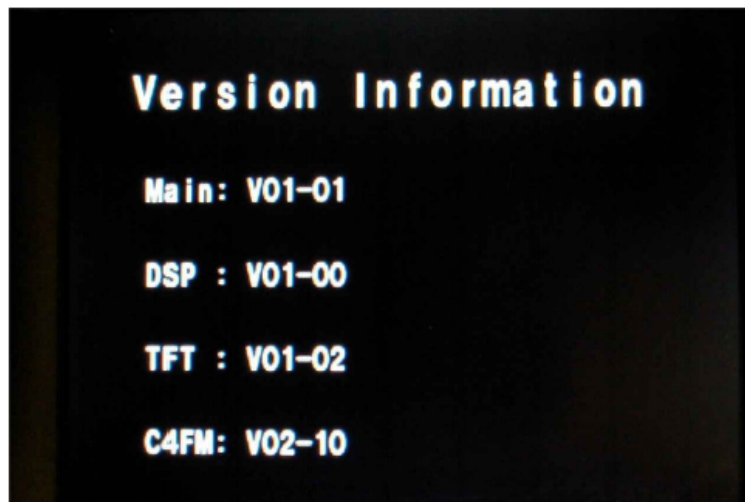 Version Information
Main: V01-01
DSP : V01-00
TFT : V01-02
C4FM: V02-10